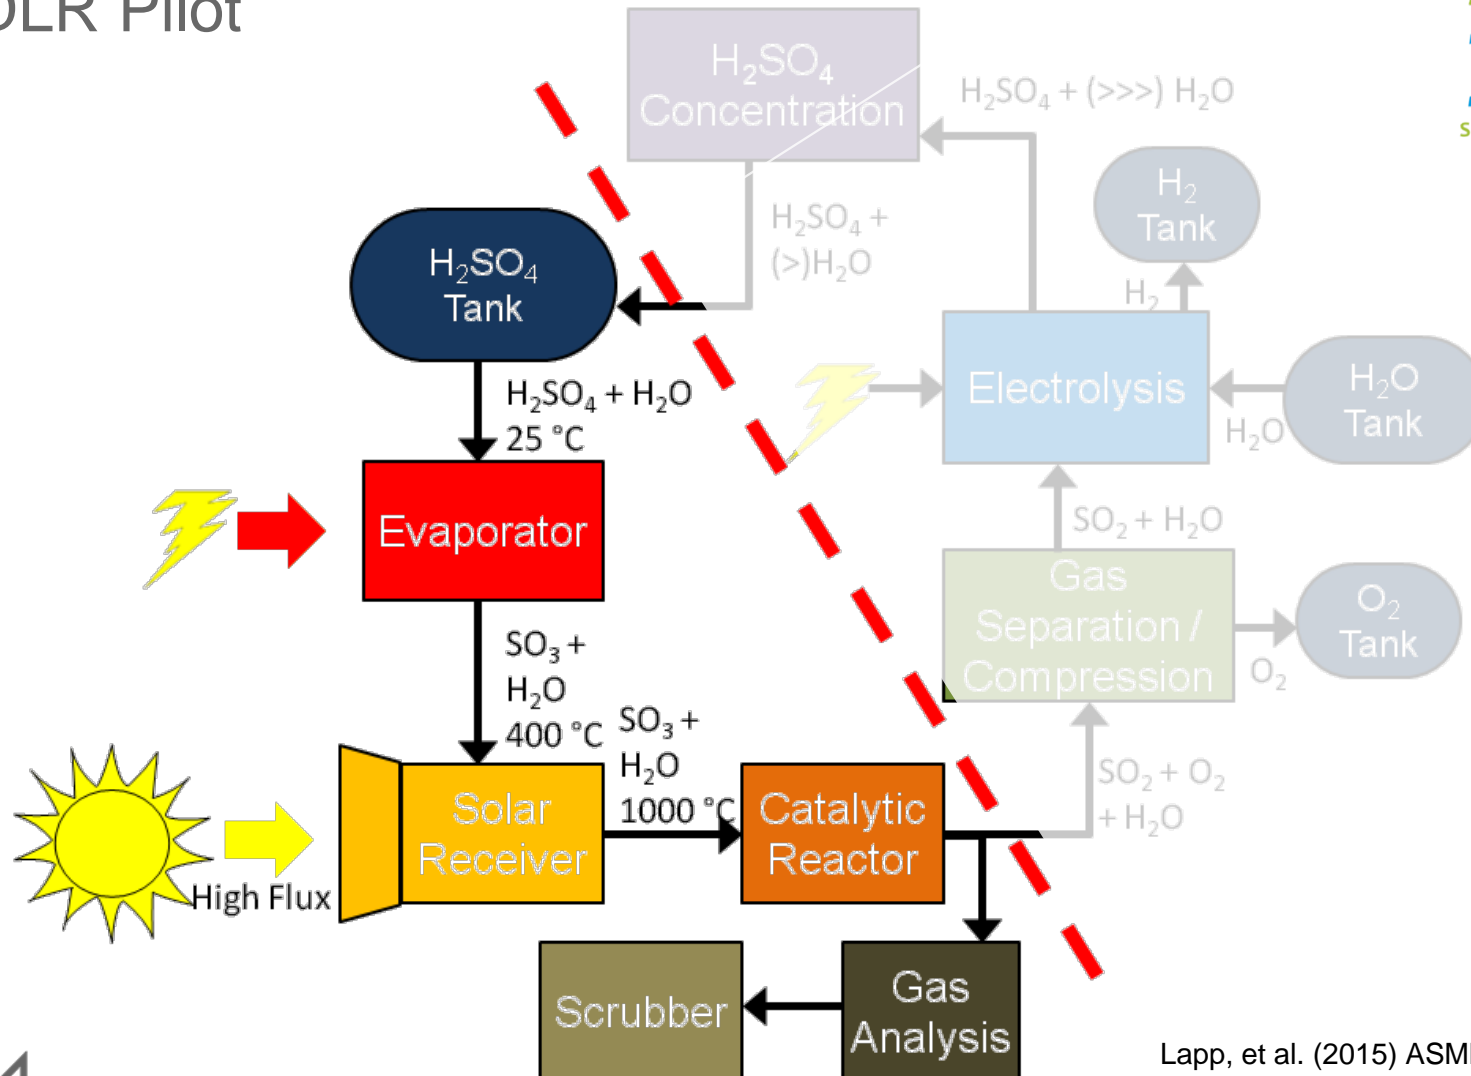 DLR Pilot
H₂SO₄
Concentration
H₂SO₄ + (>>>) H₂O
H₂
Tank
H₂SO₄ +
(>)H₂O
H₂SO₄
Tank
H₂
H₂SO₄ + H₂O
25 °C
Electrolysis
H₂O
Tank
H₂O
Evaporator
SO₂ + H₂O
Gas
Separation /
Compression
O₂
Tank
O₂
SO₃ +
H₂O
400 °C
SO₃ +
H₂O
1000 °C
SO₂ + O₂
+ H₂O
High Flux
Solar
Receiver
Catalytic
Reactor
Scrubber
Gas
Analysis
Lapp, et al. (2015)